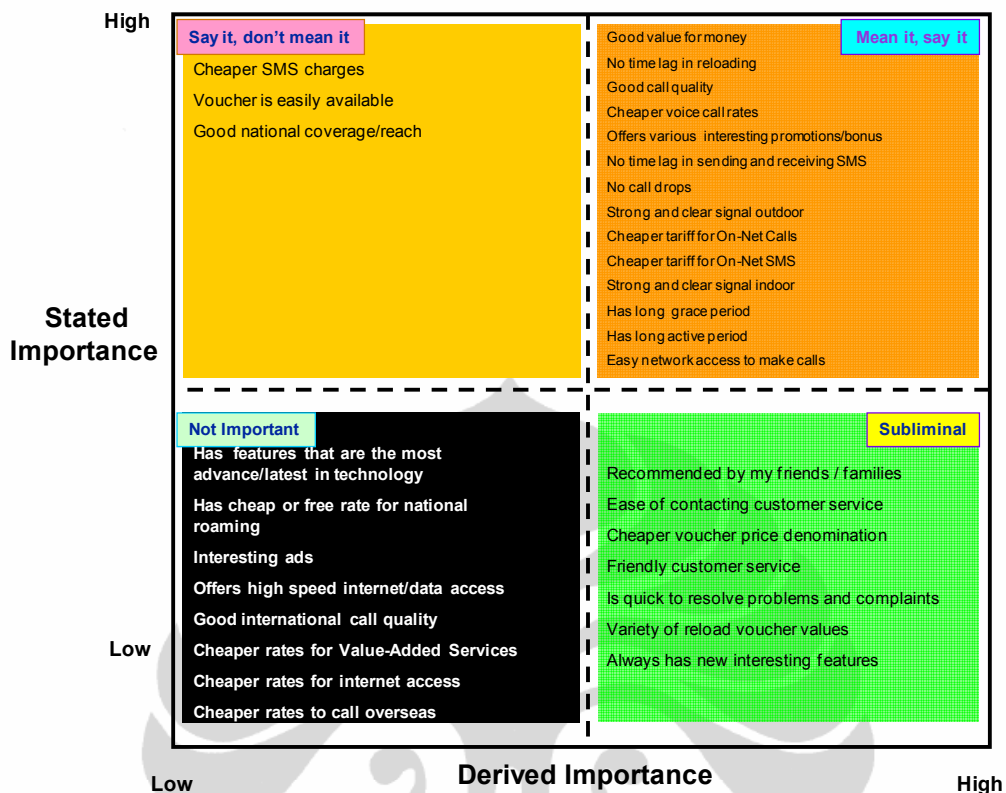 High
Say it, don't mean it
Cheaper SMS charges
Voucher is easily available
Good national coverage/reach
Mean it, say it
Good value for money
No time lag in reloading
Good call quality
Cheaper voice call rates
Offers various interesting promotions/bonus
No time lag in sending and receiving SMS
No call drops
Strong and clear signal outdoor
Cheaper tariff for On-Net Calls
Cheaper tariff for On-Net SMS
Strong and clear signal indoor
Has long grace period
Has long active period
Easy network access to make calls
Stated
Importance
Not Important
Has features that are the most
advance/latest in technology
Has cheap or free rate for national
roaming
Interesting ads
Offers high speed internet/data access
Good international call quality
Cheaper rates for Value-Added Services
Cheaper rates for internet access
Cheaper rates to call overseas
Subliminal
Recommended by my friends / families
Ease of contacting customer service
Cheaper voucher price denomination
Friendly customer service
Is quick to resolve problems and complaints
Variety of reload voucher values
Always has new interesting features
Low
Low
Derived Importance
High